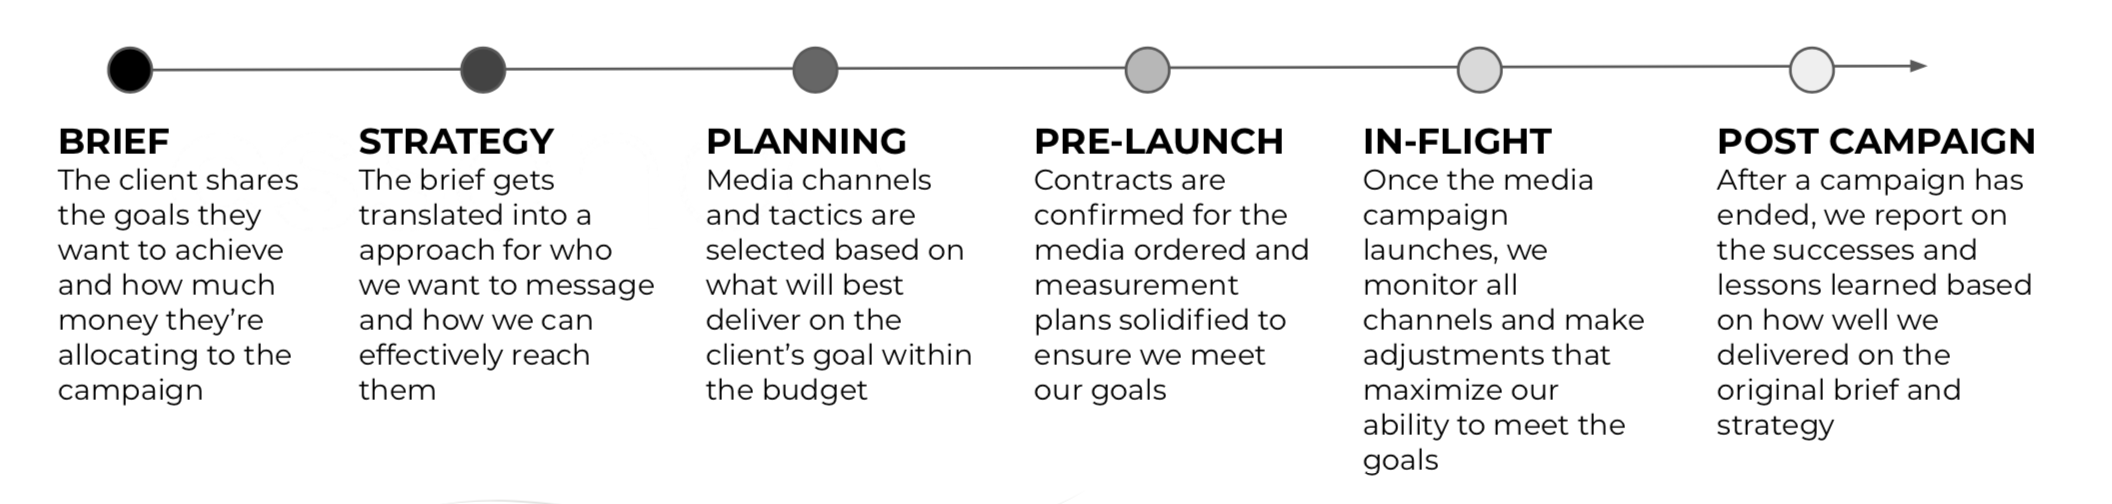 BRIEF
The client shares
the goals they
want to achieve
and how much
money they're
allocating to the
campaign
STRATEGY
The brief gets
translated into a
approach for who
we want to message
and how we can
effectively reach
them
PLANNING
Media channels
and tactics are
selected based on
what will best
deliver on the
client's goal within
the budget
PRE-LAUNCH
Contracts are
confirmed for the
media ordered and
measurement
plans solidified to
ensure we meet
our goals
IN-FLIGHT
Once the media
campaign
launches, we
monitor all
channels and make
adjustments that
maximize our
ability to meet the
goals
POST CAMPAIGN
After a campaign has
ended, we report on
the successes and
lessons learned based
on how well we
delivered on the
original brief and
strategy